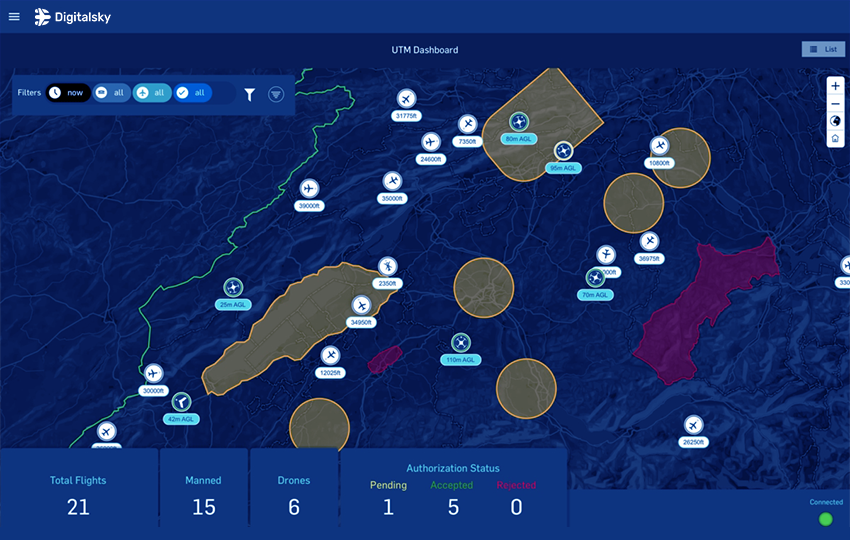 Digitalsky
UTM Dashboard
List
Filters now all all all
31775ft
7350ft
80m AGL
24600ft
95m AGL
10800ft
35000ft
39000ft
36975ft
000ft
2350ft
70m AGL
330
25m AGL
34950ft
110m AGL
12025ft
30000ft
42m AGL
26250ft
Total Flights
21
Manned
15
Drones
6
Authorization Status
Pending Accepted Rejected
1 5 0
Connected